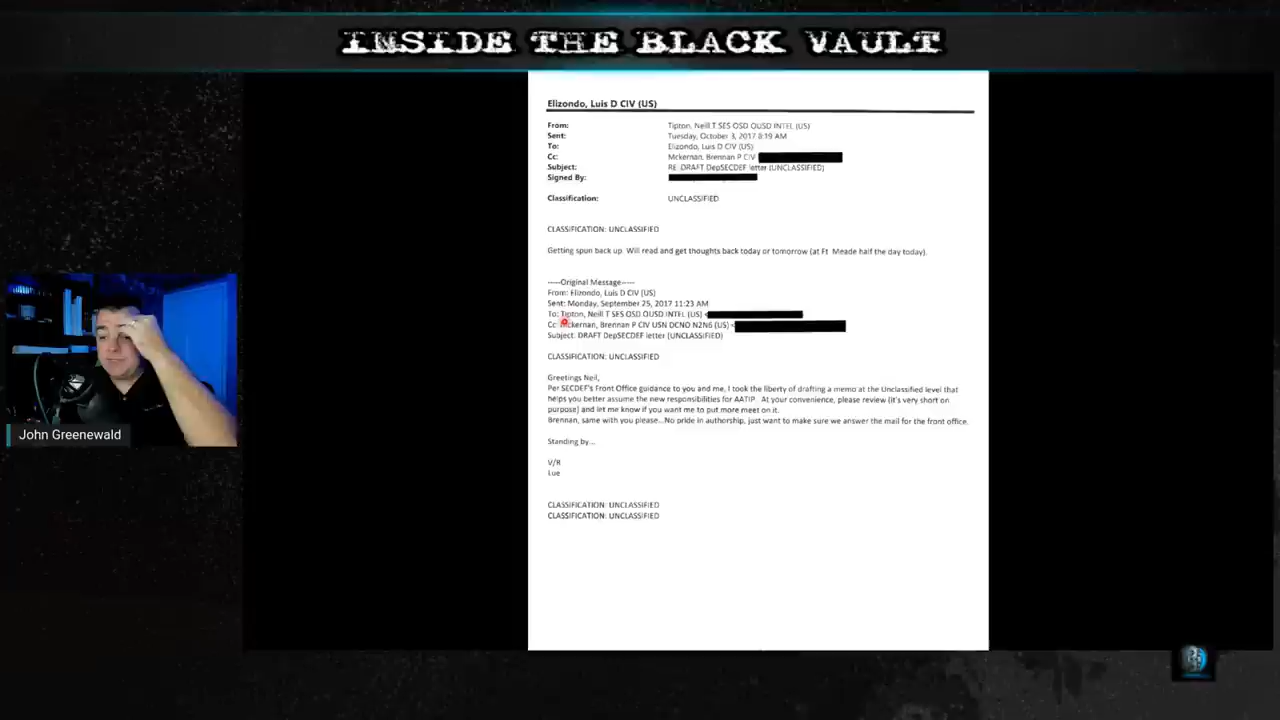 INSIDE THE BLACK VAULT
Elizondo, Luis D CIV (US)
From: Tipton, Neill T SES OSD OUSD INTEL (US)
Sent: Tuesday, October 3, 2017 8:19 AM
To: Elizondo, Luis D CIV (US)
Cc: Mckernan, Brennan P CIV
Subject: RE: DRAFT DepSECDEF letter (UNCLASSIFIED)
Signed By:
Classification: UNCLASSIFIED
CLASSIFICATION: UNCLASSIFIED
Getting spun back up. Will read and get thoughts back today or tomorrow (at Ft Meade half the day today).
-----Original Message-----
From: Elizondo, Luis D CIV (US)
Sent: Monday, September 25, 2017 11:23 AM
To: Tipton, Neill T SES OSD OUSD INTEL (US) <
Cc: Mckernan, Brennan P CIV USN DCNO N2N6 (US) <
Subject: DRAFT DepSECDEF letter (UNCLASSIFIED)
CLASSIFICATION: UNCLASSIFIED
Greetings Neil,
Per SECDEF's Front Office guidance to you and me, I took the liberty of drafting a memo at the Unclassified level that
helps you better assume the new responsibilities for AATIP. At your convenience, please review (it's very short on
purpose) and let me know if you want me to put more meet on it.
Brennan, same with you please...No pride in authorship, just want to make sure we answer the mail for the front office.
Standing by...
V/R
Lue
CLASSIFICATION: UNCLASSIFIED
CLASSIFICATION: UNCLASSIFIED
John Greenewald